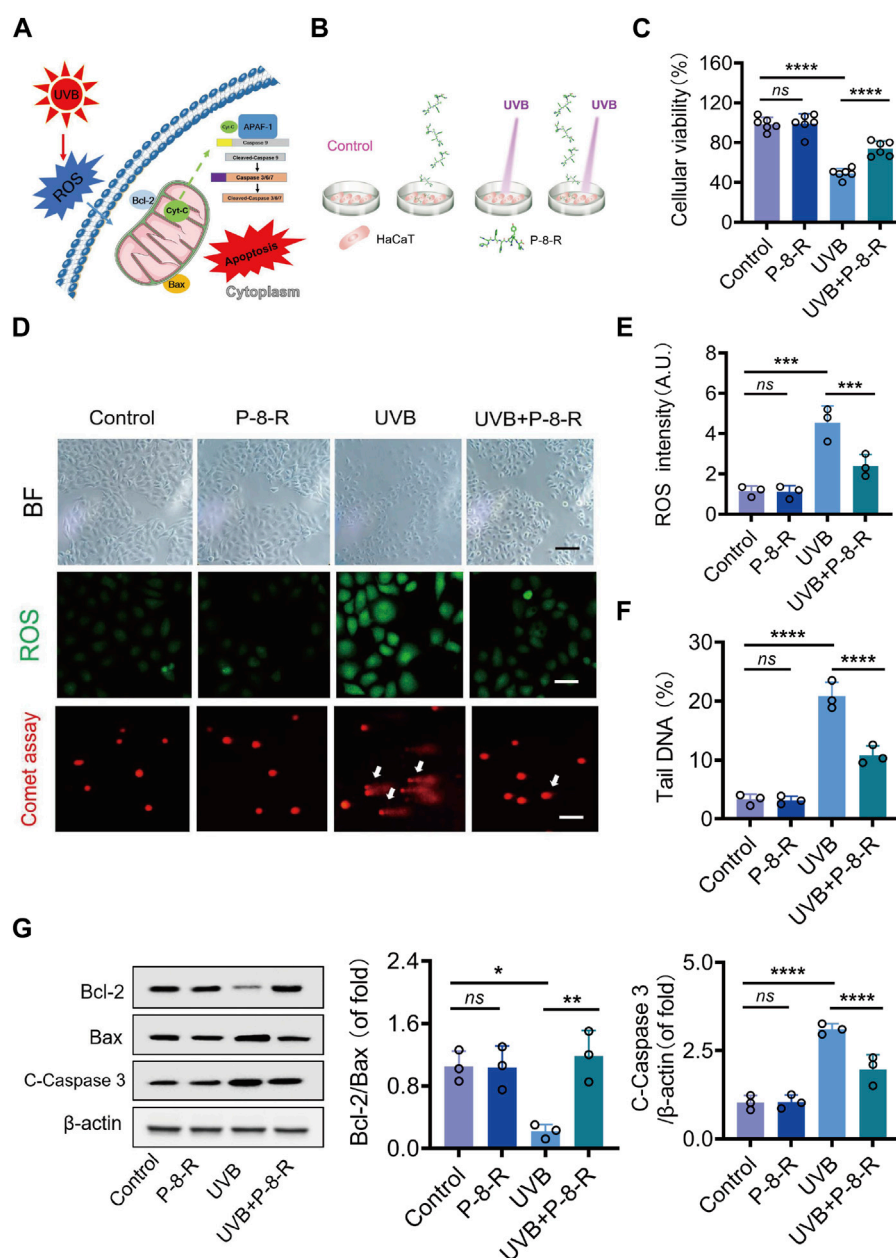 A
UVB
ROS
Bcl-2
Cyt-C
Bax
Cyt-C
APAF-1
Caspase 9
Cleaved-Caspase 9
Caspase 3/6/7
Cleaved-Caspase 3/6/7
Apoptosis
Cytoplasm
B
Control
UVB
UVB
HaCaT
P-8-R
C
Cellular viability(%)
160
120
80
40
0
****
ns
****
Control
P-8-R
UVB
UVB+P-8-R
D
Control
P-8-R
UVB
UVB+P-8-R
BF
ROS
Comet assay
E
ROS intensity(A.U.)
8
6
4
2
0
***
ns
***
Control
P-8-R
UVB
UVB+P-8-R
F
Tail DNA (%)
30
20
10
0
****
ns
****
Control
P-8-R
UVB
UVB+P-8-R
G
Bcl-2
Bax
C-Caspase 3
β-actin
Control
P-8-R
UVB
UVB+P-8-R
Bcl-2/Bax (of fold)
2.4
1.6
0.8
0.0
*
ns
**
Control
P-8-R
UVB
UVB+P-8-R
C-Caspase 3
/β-actin(of fold)
5.0
2.5
0.0
****
ns
****
Control
P-8-R
UVB
UVB+P-8-R